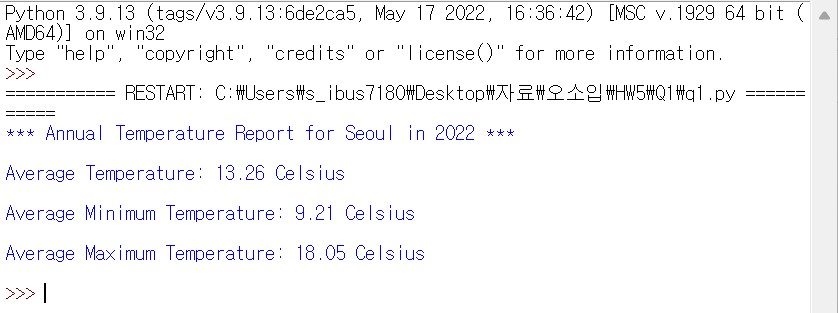 Python 3.9.13 (tags/v3.9.13:6de2ca5, May 17 2022, 16:36:42) [MSC v.1929 64 bit (
AMD64)] on win32
Type "help", "copyright", "credits" or "license()" for more information.
>>>
=========== RESTART: C:₩Users₩s_ibus7180₩Desktop₩자료₩오소입₩HW5₩Q1₩q1.py ======
=====
*** Annual Temperature Report for Seoul in 2022 ***
Average Temperature: 13.26 Celsius
Average Minimum Temperature: 9.21 Celsius
Average Maximum Temperature: 18.05 Celsius
>>>